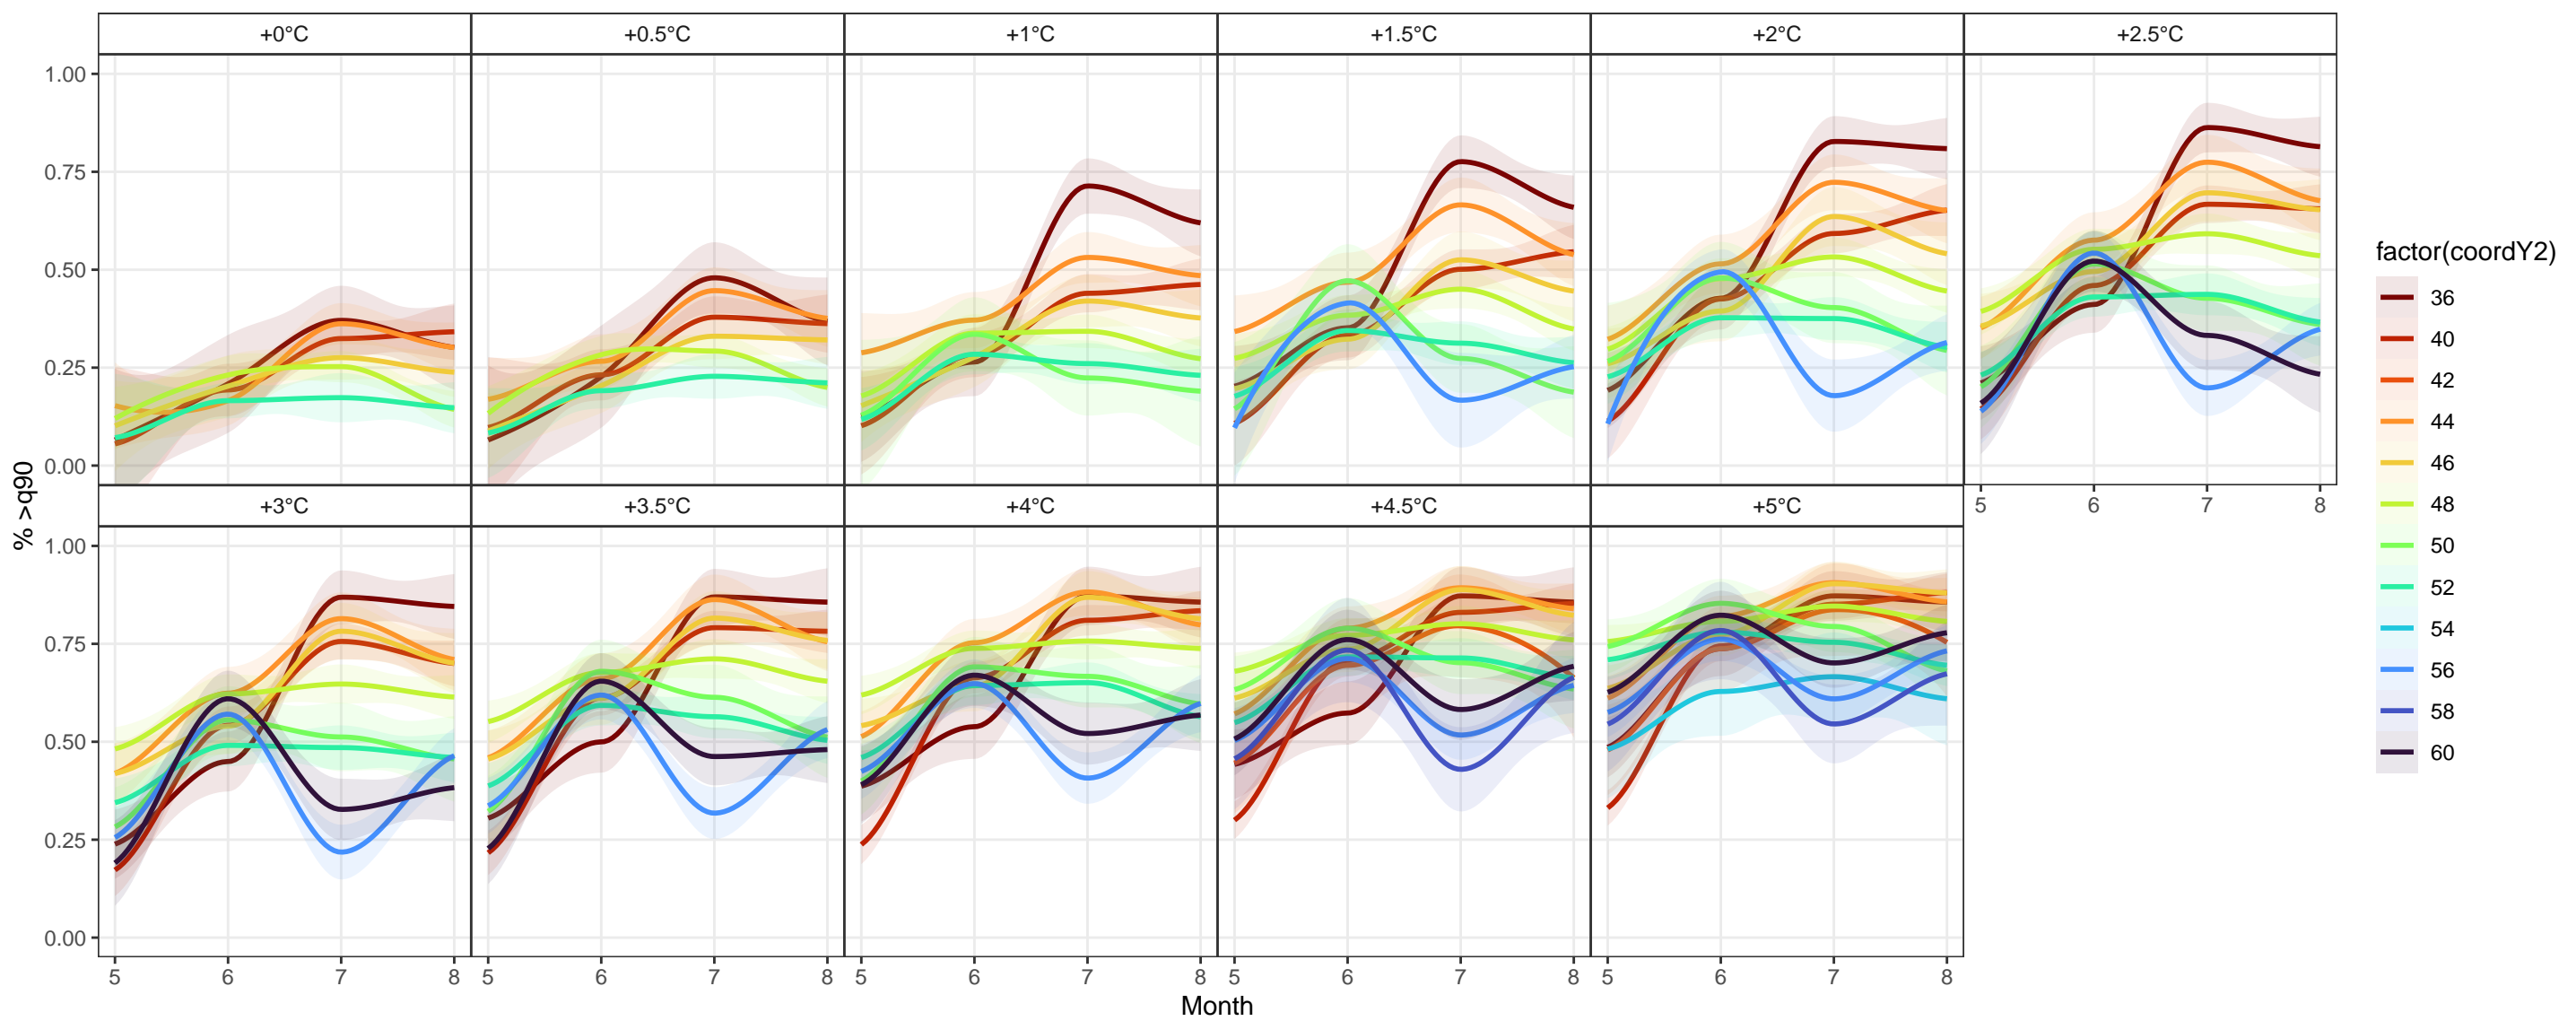 +0°C
+0.5°C
+1°C
+1.5°C
+2°C
+2.5°C
1.00
0.75
0.50
0.25
0.00
5 6 7 8
+3°C
+3.5°C
+4°C
+4.5°C
+5°C
1.00
0.75
0.50
0.25
0.00
5 6 7 8
5 6 7 8
5 6 7 8
5 6 7 8
5 6 7 8
Month
% >q90
factor(coordY2)
36
40
42
44
46
48
50
52
54
56
58
60